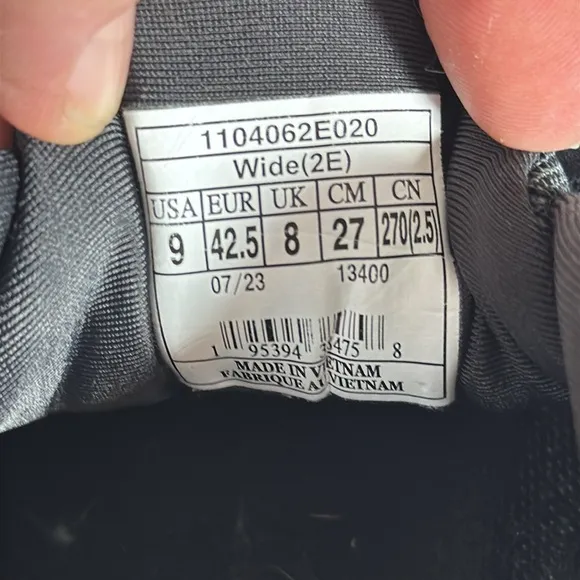 1104062E020
Wide(2E)
USA EUR UK CM CN
9 42.5 8 27 270(2.5)
07/23 13400
1 95394 8475 8
MADE IN VIETNAM
FABRIQUE AU VIETNAM